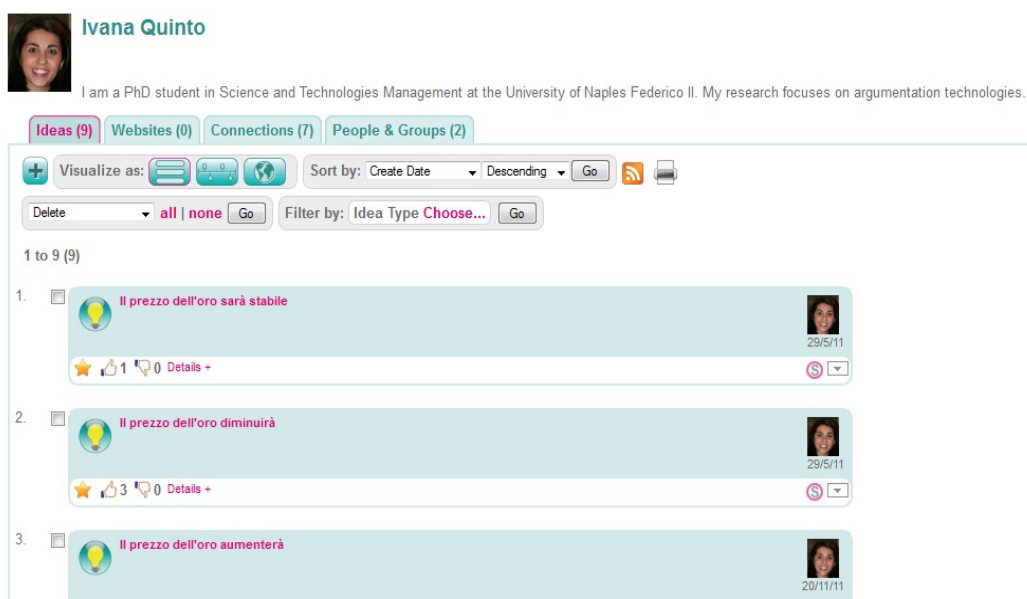 Ivana Quinto
I am a PhD student in Science and Technologies Management at the University of Naples Federico II. My research focuses on argumentation technologies.
Ideas (9) Websites (0) Connections (7) People & Groups (2)
Visualize as: Sort by: Create Date Descending Go
Delete all | none Go Filter by: Idea Type Choose... Go
1 to 9 (9)
1. Il prezzo dell'oro sarà stabile
29/5/11
1 0 Details + S
2. Il prezzo dell'oro diminuirà
29/5/11
3 0 Details + S
3. Il prezzo dell'oro aumenterà
20/11/11